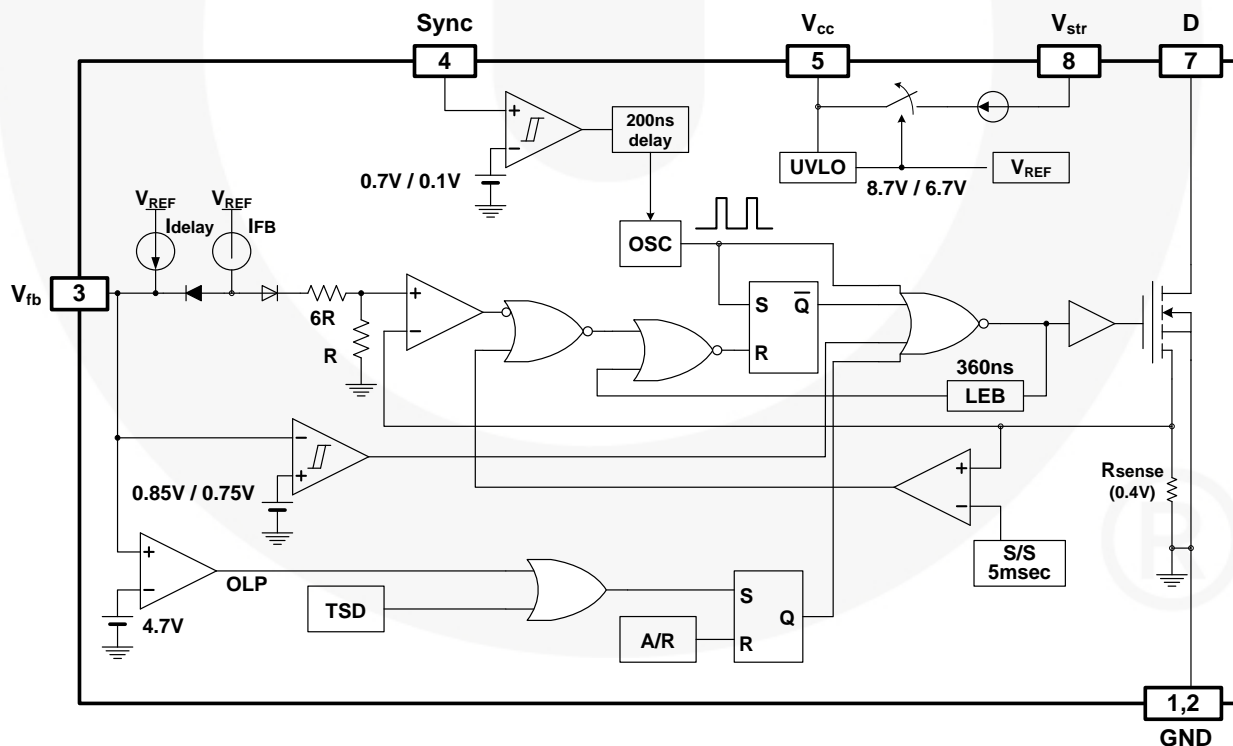 Sync
Vcc
Vstr
D
4
5
8
7
+
−
200ns
delay
0.7V / 0.1V
UVLO
VREF
8.7V / 6.7V
VREF
VREF
Idelay
IFB
OSC
Vfb
3
6R
R
+
−
S
Q̅
R
360ns
LEB
−
+
0.85V / 0.75V
+
−
Rsense
(0.4V)
S/S
5msec
+
−
OLP
4.7V
TSD
A/R
S
Q
R
®
1,2
GND